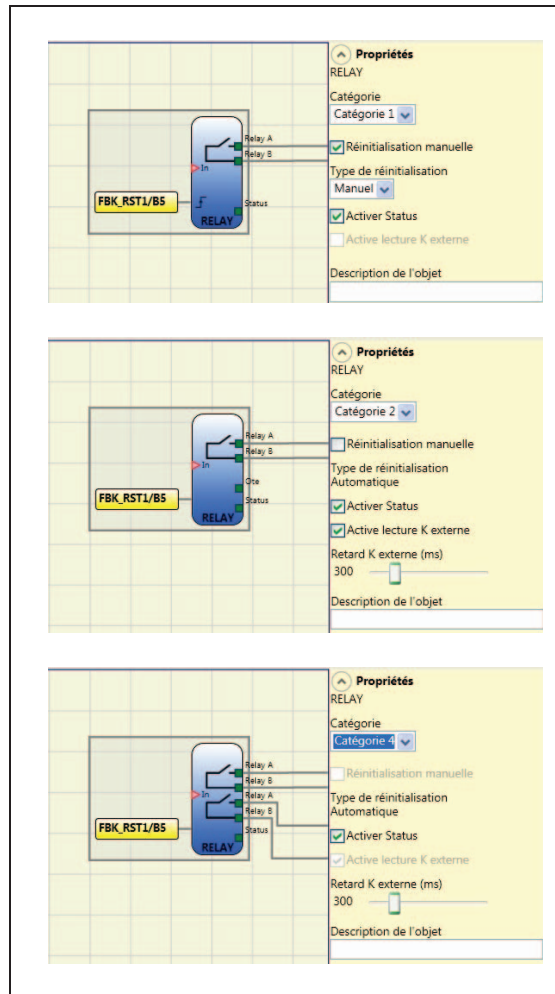 Propriétés
RELAY
Catégorie
Catégorie 1
Réinitialisation manuelle
Type de réinitialisation
Manuel
Activer Status
Active lecture K externe
Description de l'objet
Relay A
Relay B
In
Status
FBK_RST1/B5
RELAY
Propriétés
RELAY
Catégorie
Catégorie 2
Réinitialisation manuelle
Type de réinitialisation
Automatique
Activer Status
Active lecture K externe
Retard K externe (ms)
300
Description de l'objet
Relay A
Relay B
In
Ote
Status
FBK_RST1/B5
RELAY
Propriétés
RELAY
Catégorie
Catégorie 4
Réinitialisation manuelle
Type de réinitialisation
Automatique
Activer Status
Active lecture K externe
Retard K externe (ms)
300
Description de l'objet
Relay A
Relay B
In
Relay A
Relay B
Status
FBK_RST1/B5
RELAY